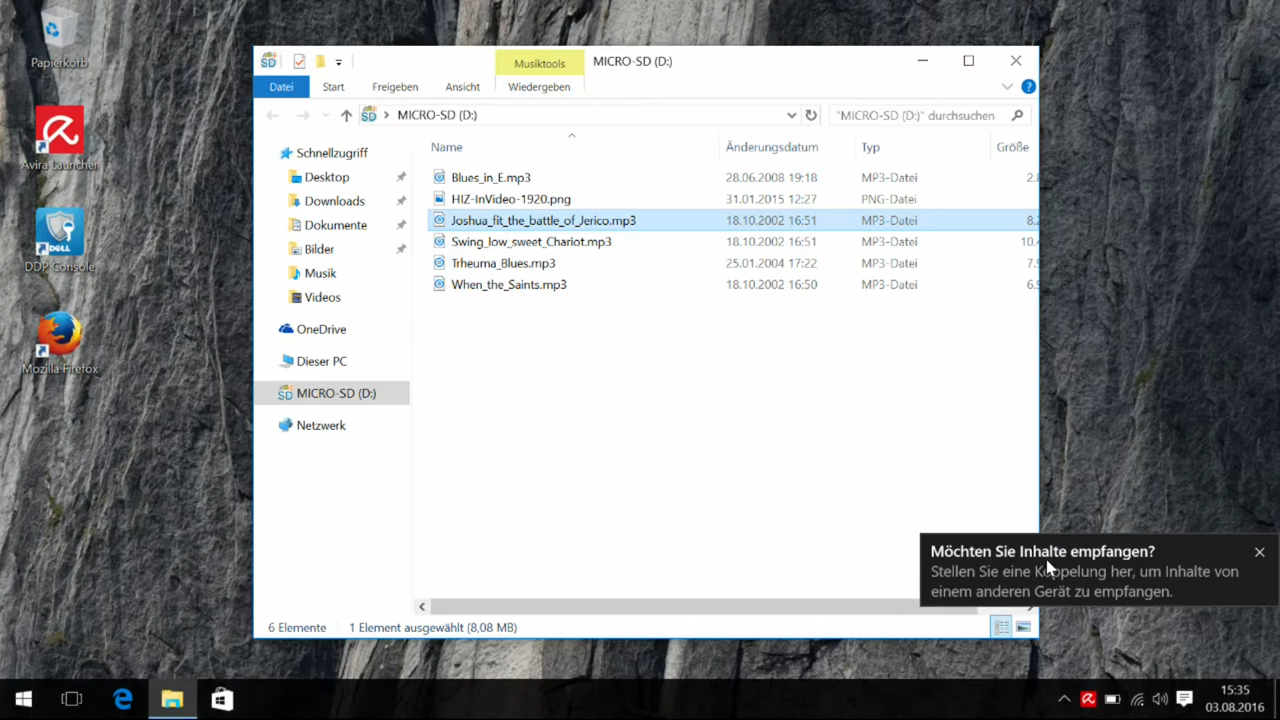 Papierkorb
Avira Launcher
DELL
DDP Console
Mozilla Firefox
Musiktools
MICRO-SD (D:)
Datei
Start
Freigeben
Ansicht
Wiedergeben
MICRO-SD (D:)
"MICRO-SD (D:)" durchsuchen
Schnellzugriff
Desktop
Downloads
Dokumente
Bilder
Musik
Videos
OneDrive
Dieser PC
MICRO-SD (D:)
Netzwerk
Name Änderungsdatum Typ Größe
Blues_in_E.mp3 28.06.2008 19:18 MP3-Datei 2.
HIZ-InVideo-1920.png 31.01.2015 12:27 PNG-Datei
Joshua_fit_the_battle_of_Jerico.mp3 18.10.2002 16:51 MP3-Datei 8.
Swing_low_sweet_Chariot.mp3 18.10.2002 16:51 MP3-Datei 10.
Trheuma_Blues.mp3 25.01.2004 17:22 MP3-Datei 7.
When_the_Saints.mp3 18.10.2002 16:50 MP3-Datei 6.
Möchten Sie Inhalte empfangen?
Stellen Sie eine Koppelung her, um Inhalte von
einem anderen Gerät zu empfangen.
6 Elemente 1 Element ausgewählt (8,08 MB)
15:35
03.08.2016